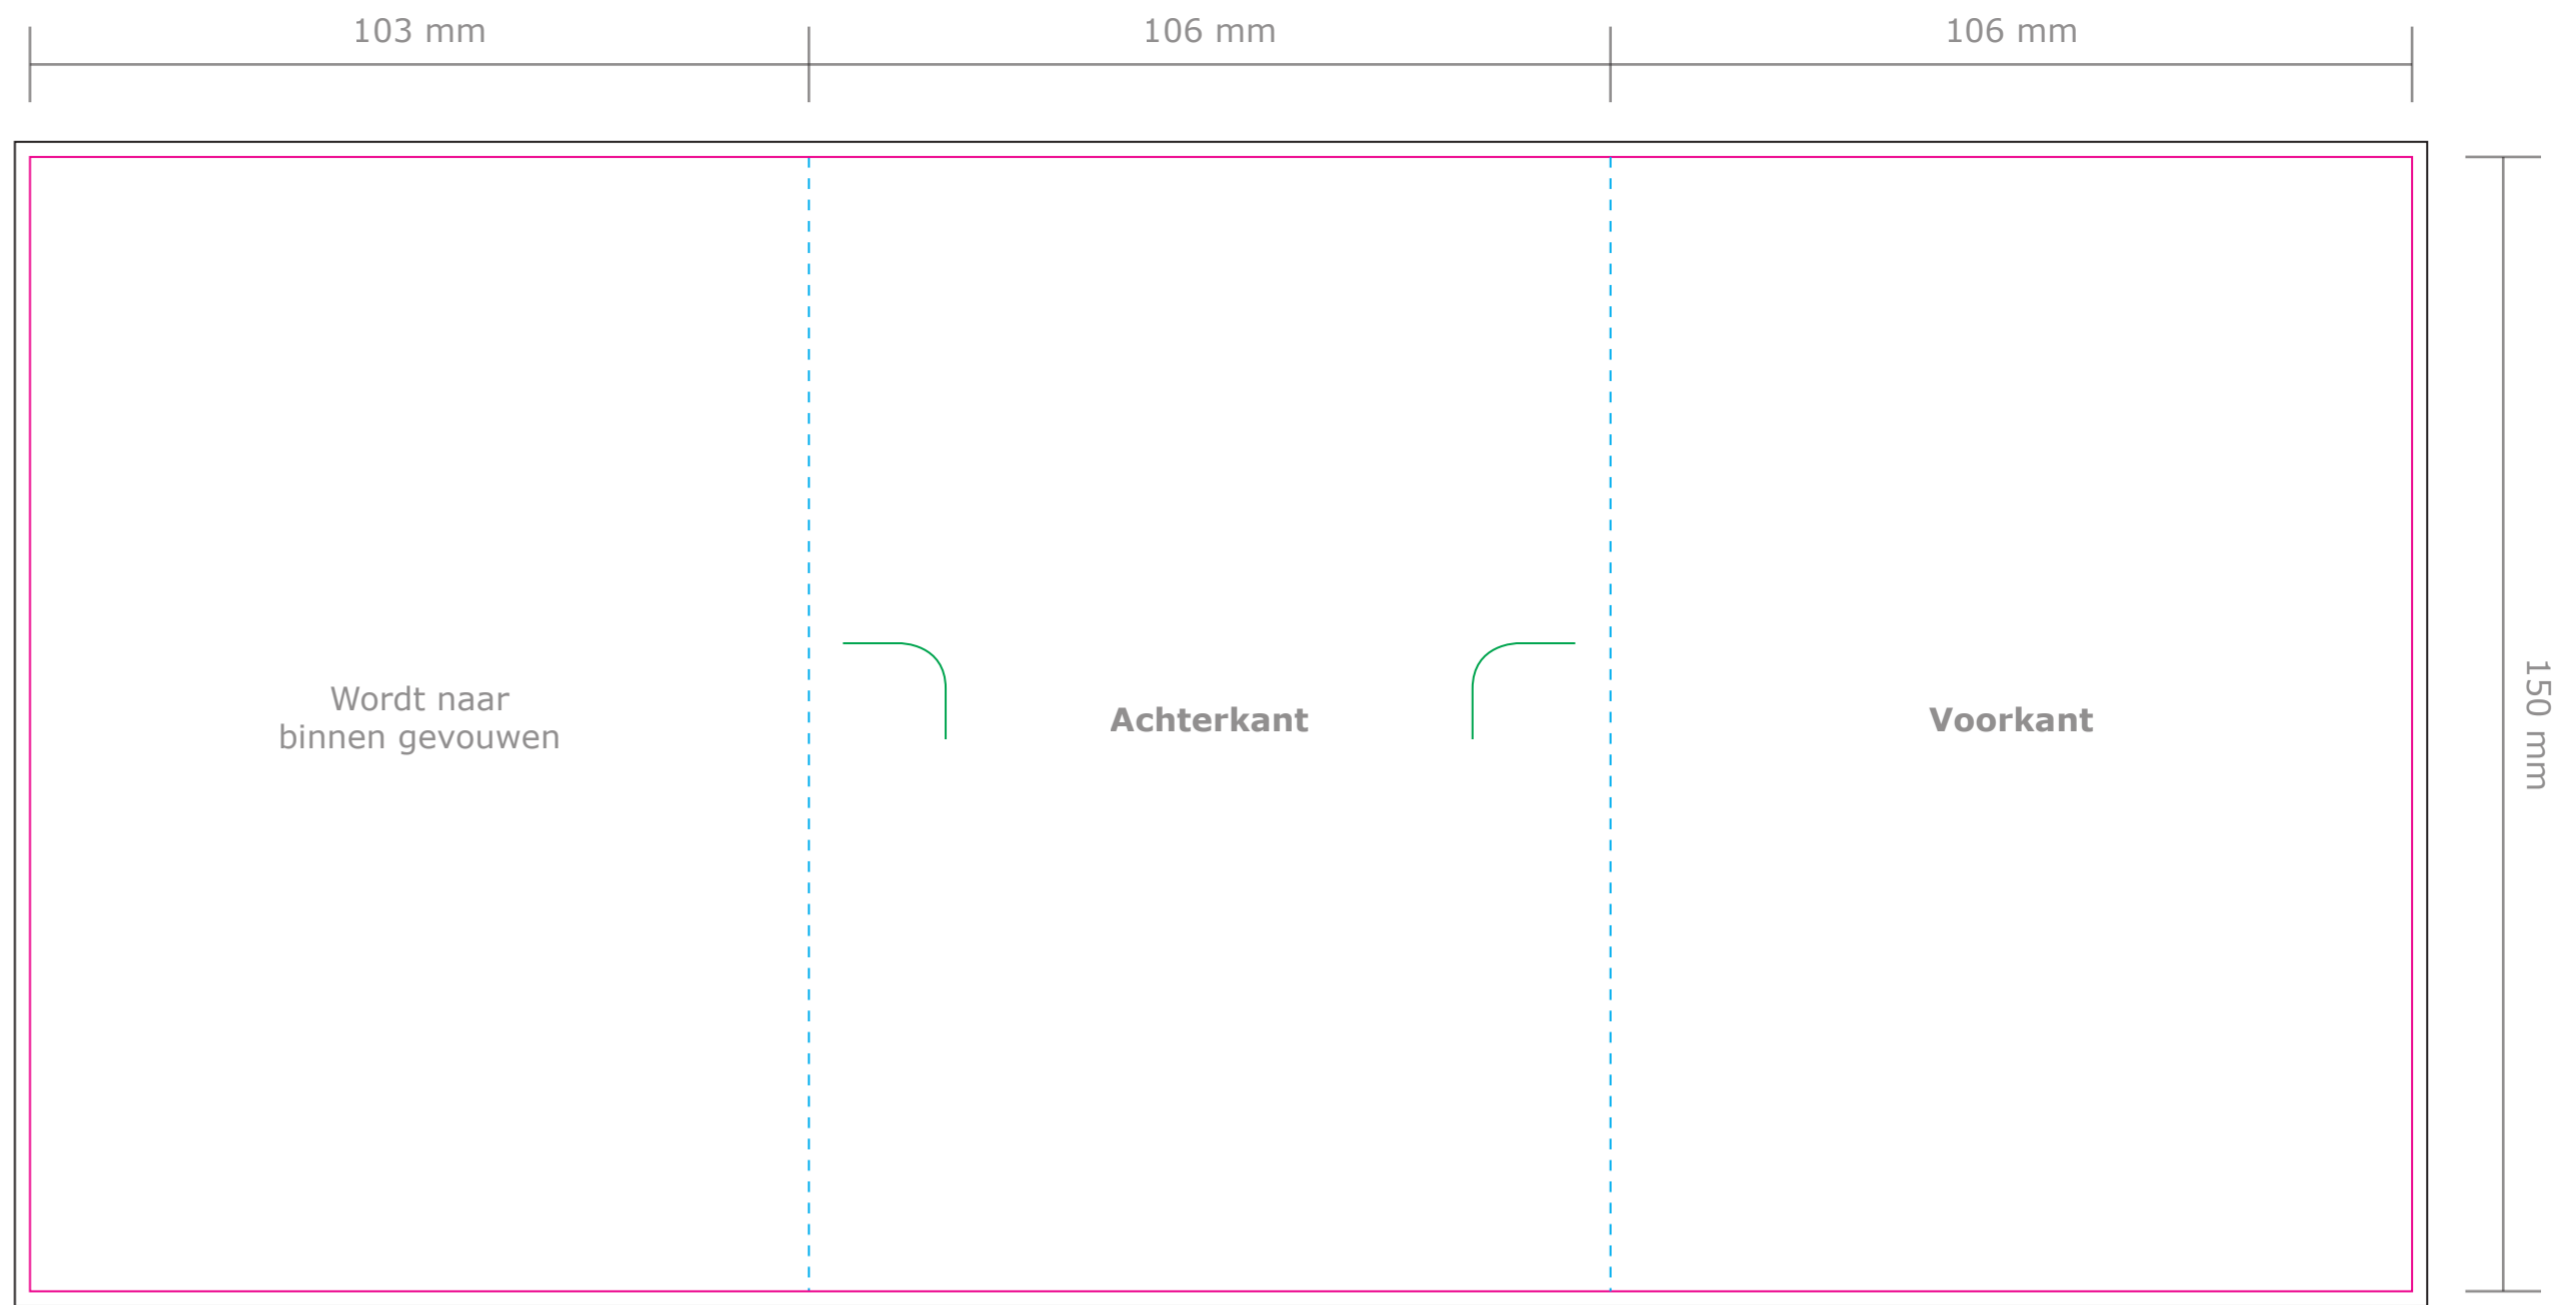 103 mm
106 mm
106 mm
Wordt naar
binnen gevouwen
Achterkant
Voorkant
150 mm